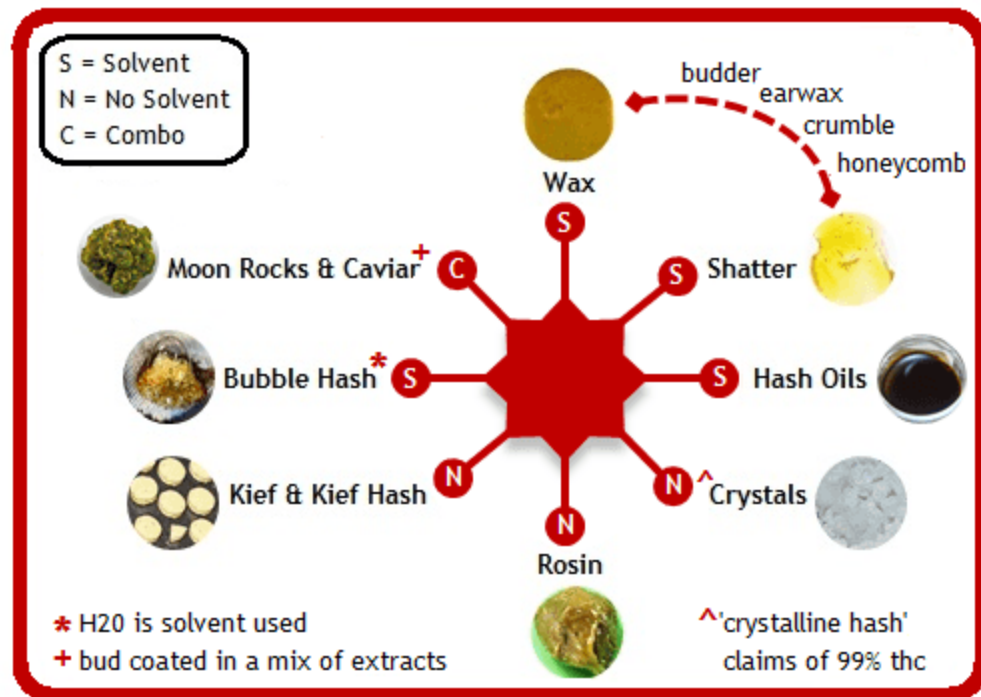 S = Solvent
N = No Solvent
C = Combo
budder
earwax
crumble
honeycomb
Wax
S
Moon Rocks & Caviar+
C
S
Shatter
Bubble Hash*
S
S
Hash Oils
Kief & Kief Hash
N
N
^Crystals
N
Rosin
* H20 is solvent used
+ bud coated in a mix of extracts
^'crystalline hash'
claims of 99% thc